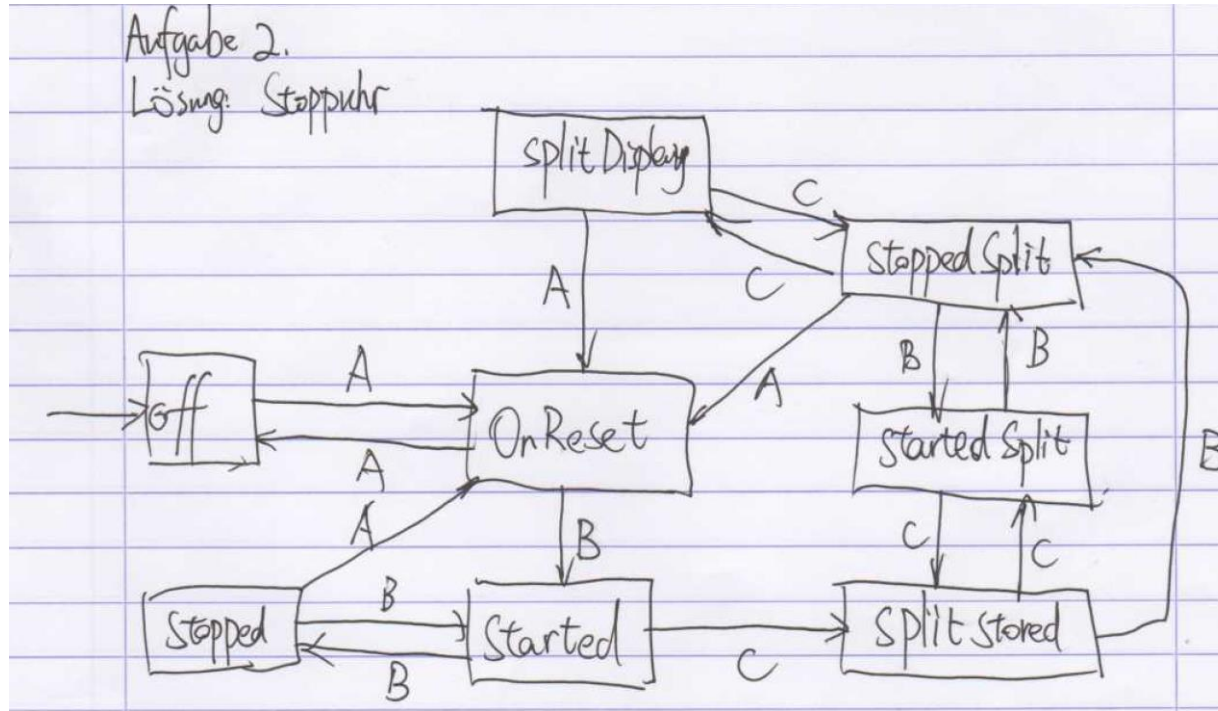 Aufgabe 2.
Lösung: Stoppuhr
split Display
C
C
Stopped Split
A
B
B
A
off
A
A
OnReset
Started Split
B
A
B
C
C
Stopped
B
B
Started
C
Split Stored